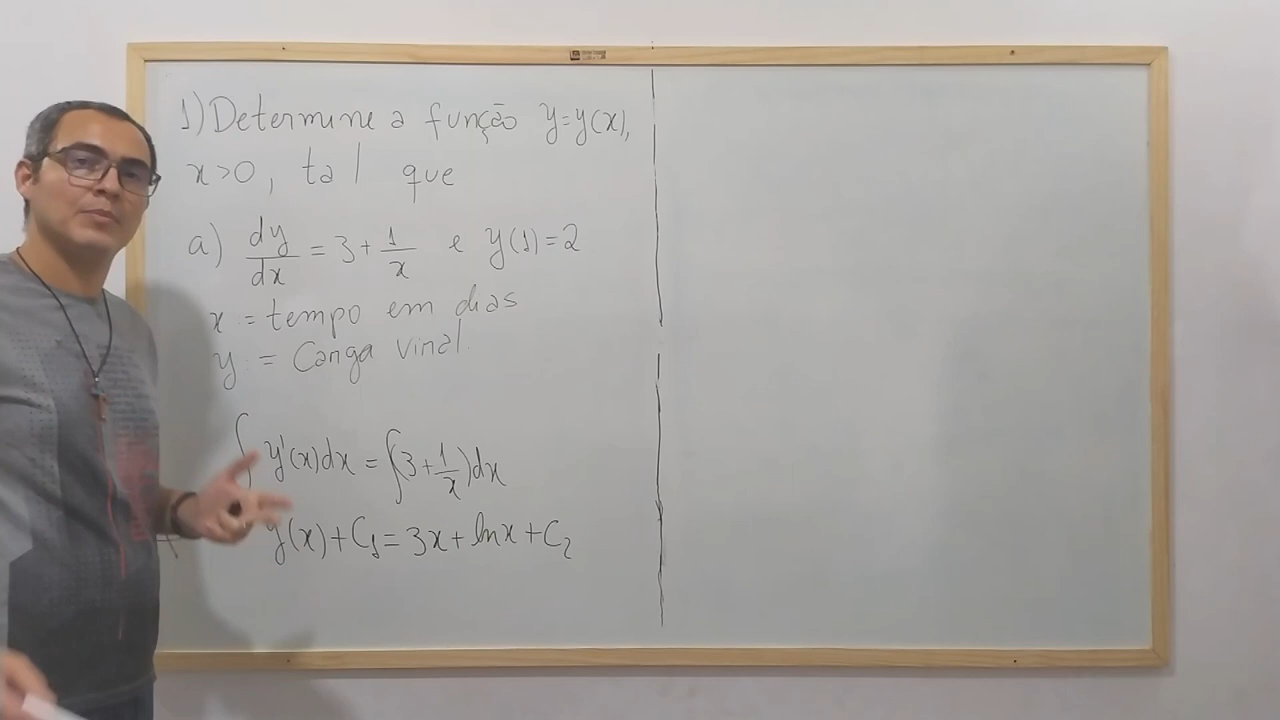 1) Determine a função y=y(x),
x>0, tal que
a) dy/dx = 3 + 1/x e y(1)=2
x = tempo em dias
y = Carga viral
∫ y'(x)dx = ∫(3+1/x)dx
y(x)+C₁ = 3x + ln x + C₂